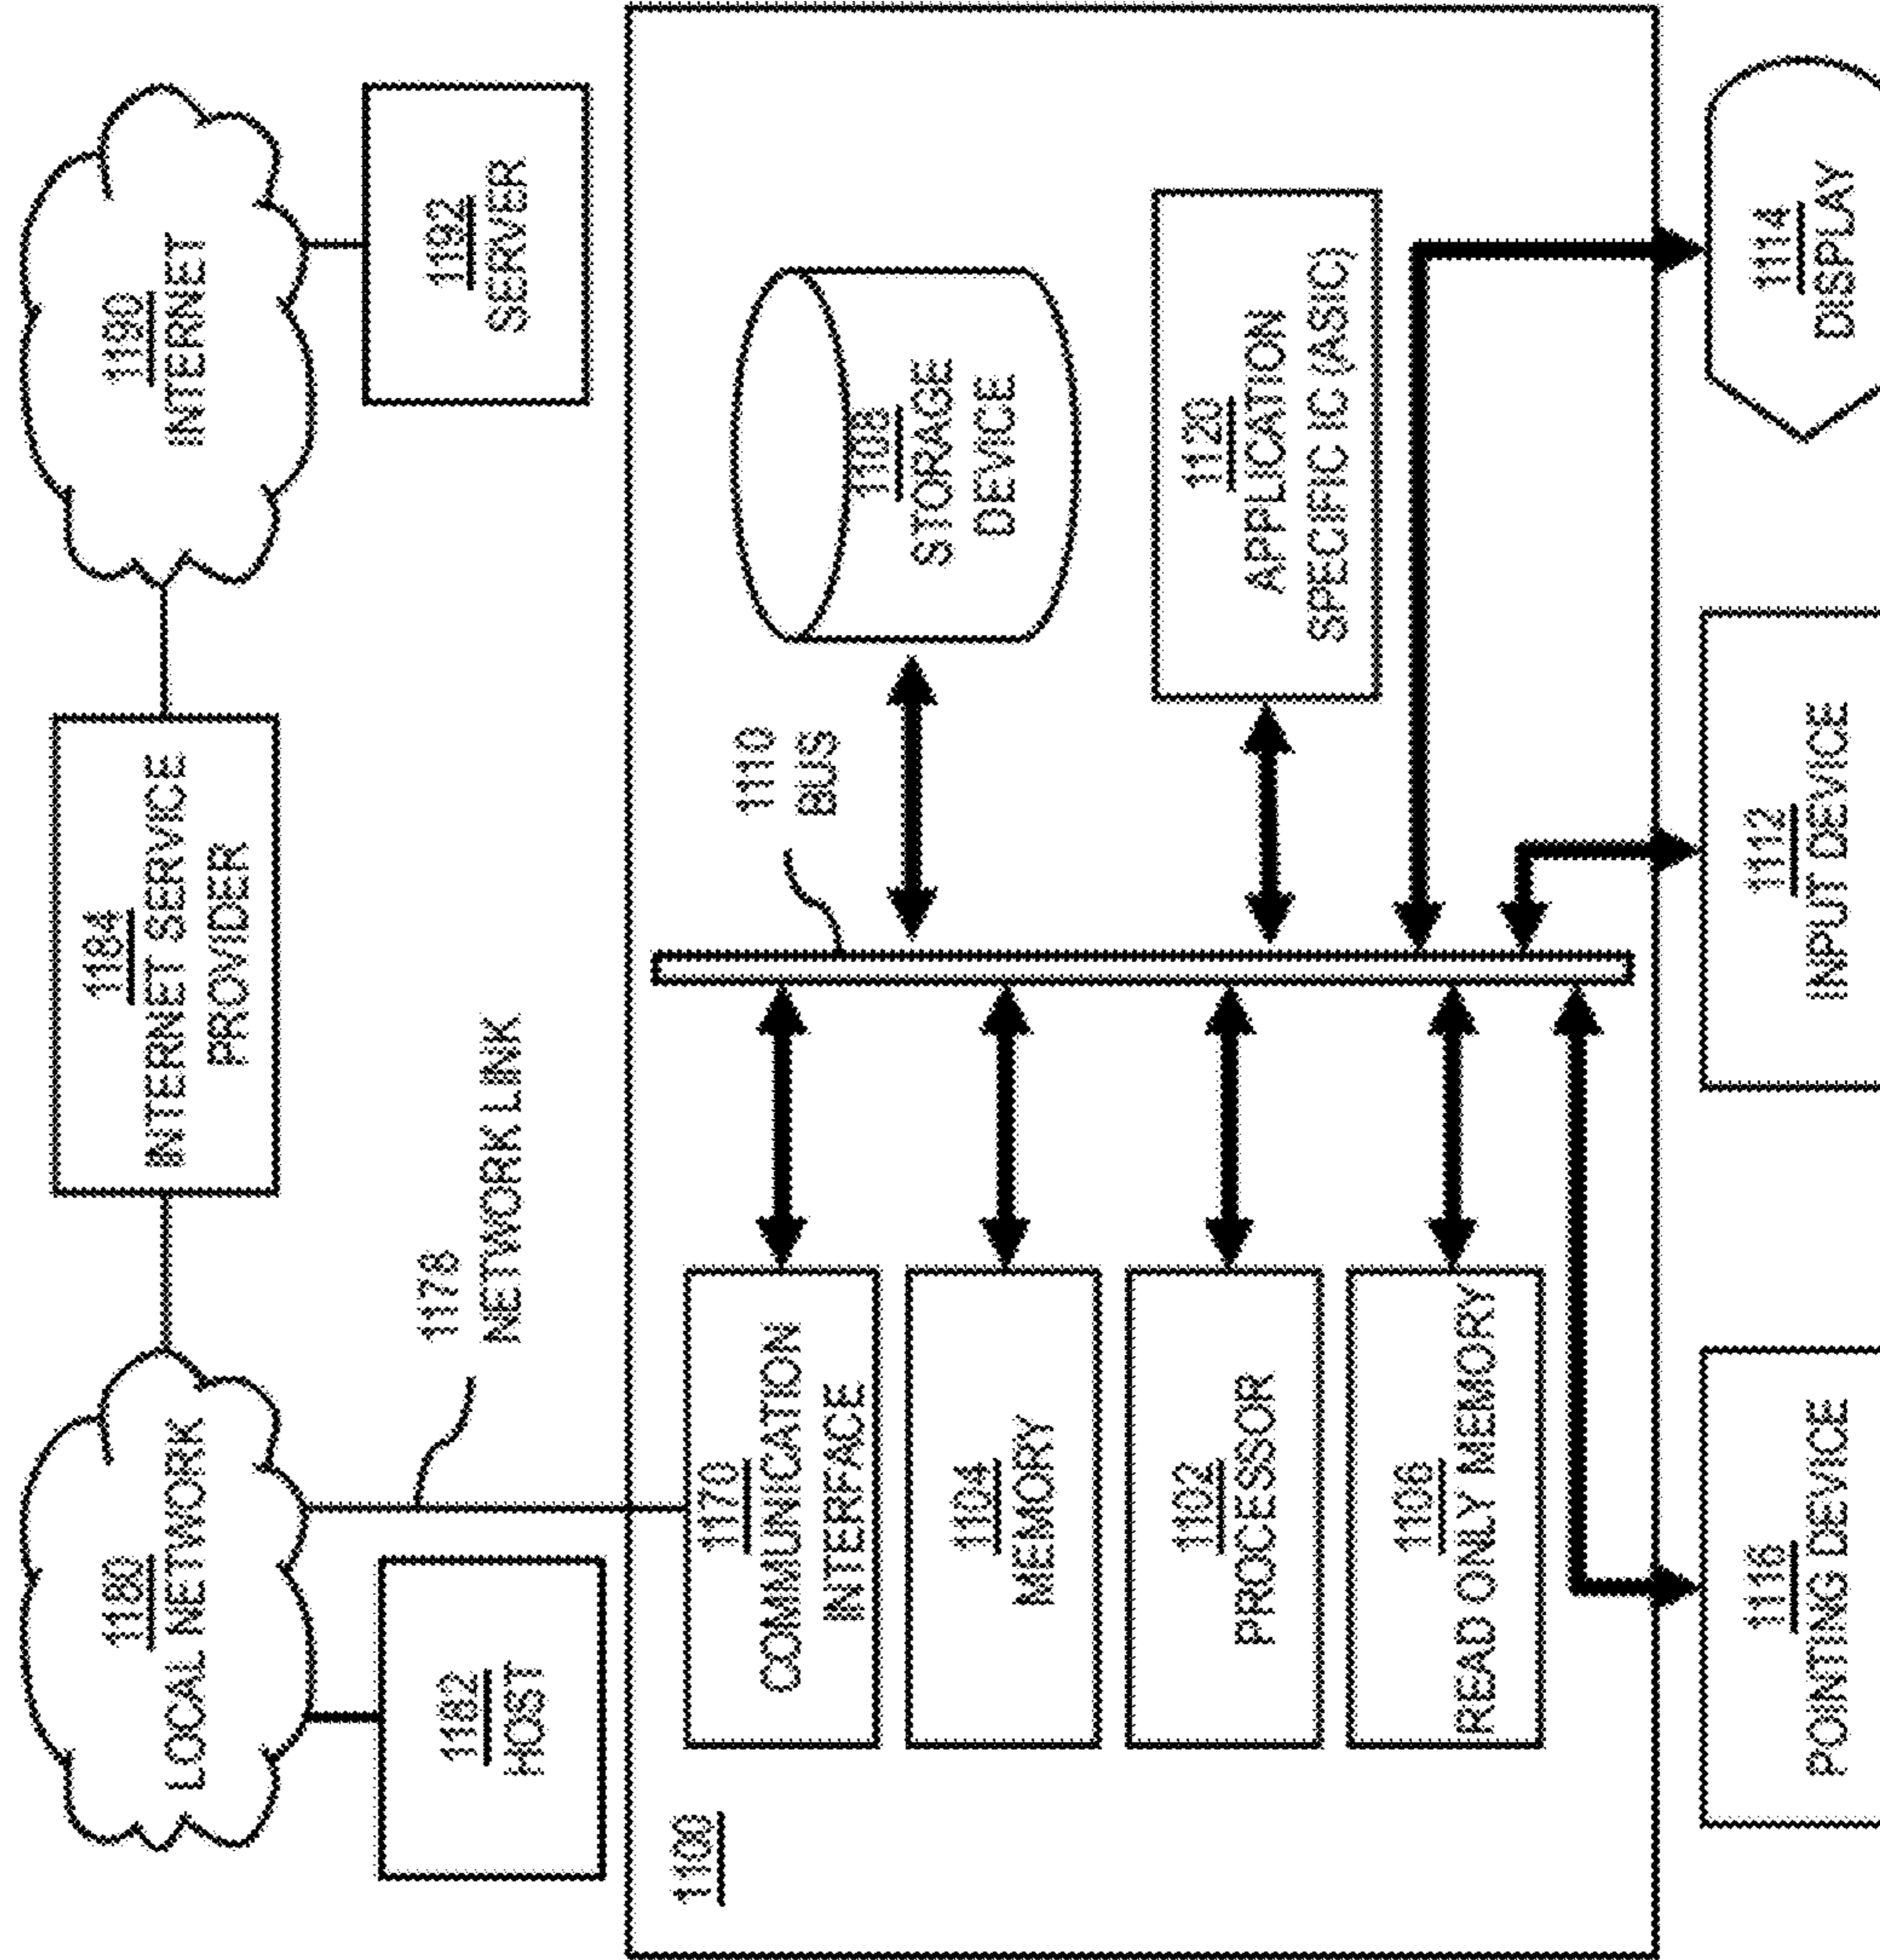 1180
LOCAL NETWORK
1184
INTERNET SERVICE
PROVIDER
1190
INTERNET
1182
HOST
1178
NETWORK LINK
1192
SERVER
1100
1170
COMMUNICATION
INTERFACE
1110
BUS
1108
STORAGE
DEVICE
1104
MEMORY
1102
PROCESSOR
1120
APPLICATION
SPECIFIC IC (ASIC)
1106
READ ONLY MEMORY
1116
POINTING DEVICE
1112
INPUT DEVICE
1114
DISPLAY